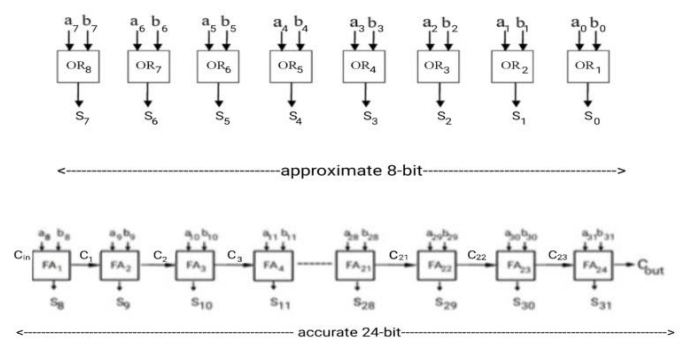 a7 b7 a6 b6 a5 b5 a4 b4 a3 b3 a2 b2 a1 b1 a0 b0
OR8 OR7 OR6 OR5 OR4 OR3 OR2 OR1
S7 S6 S5 S4 S3 S2 S1 S0
approximate 8-bit
a8 b8 a9 b9 a10 b10 a11 b11 a28 b28 a29 b29 a30 b30 a31 b31
Cin C1 C2 C3 C21 C22 C23
FA1 FA2 FA3 FA4 FA21 FA22 FA23 FA24 Cout
S8 S9 S10 S11 S28 S29 S30 S31
accurate 24-bit